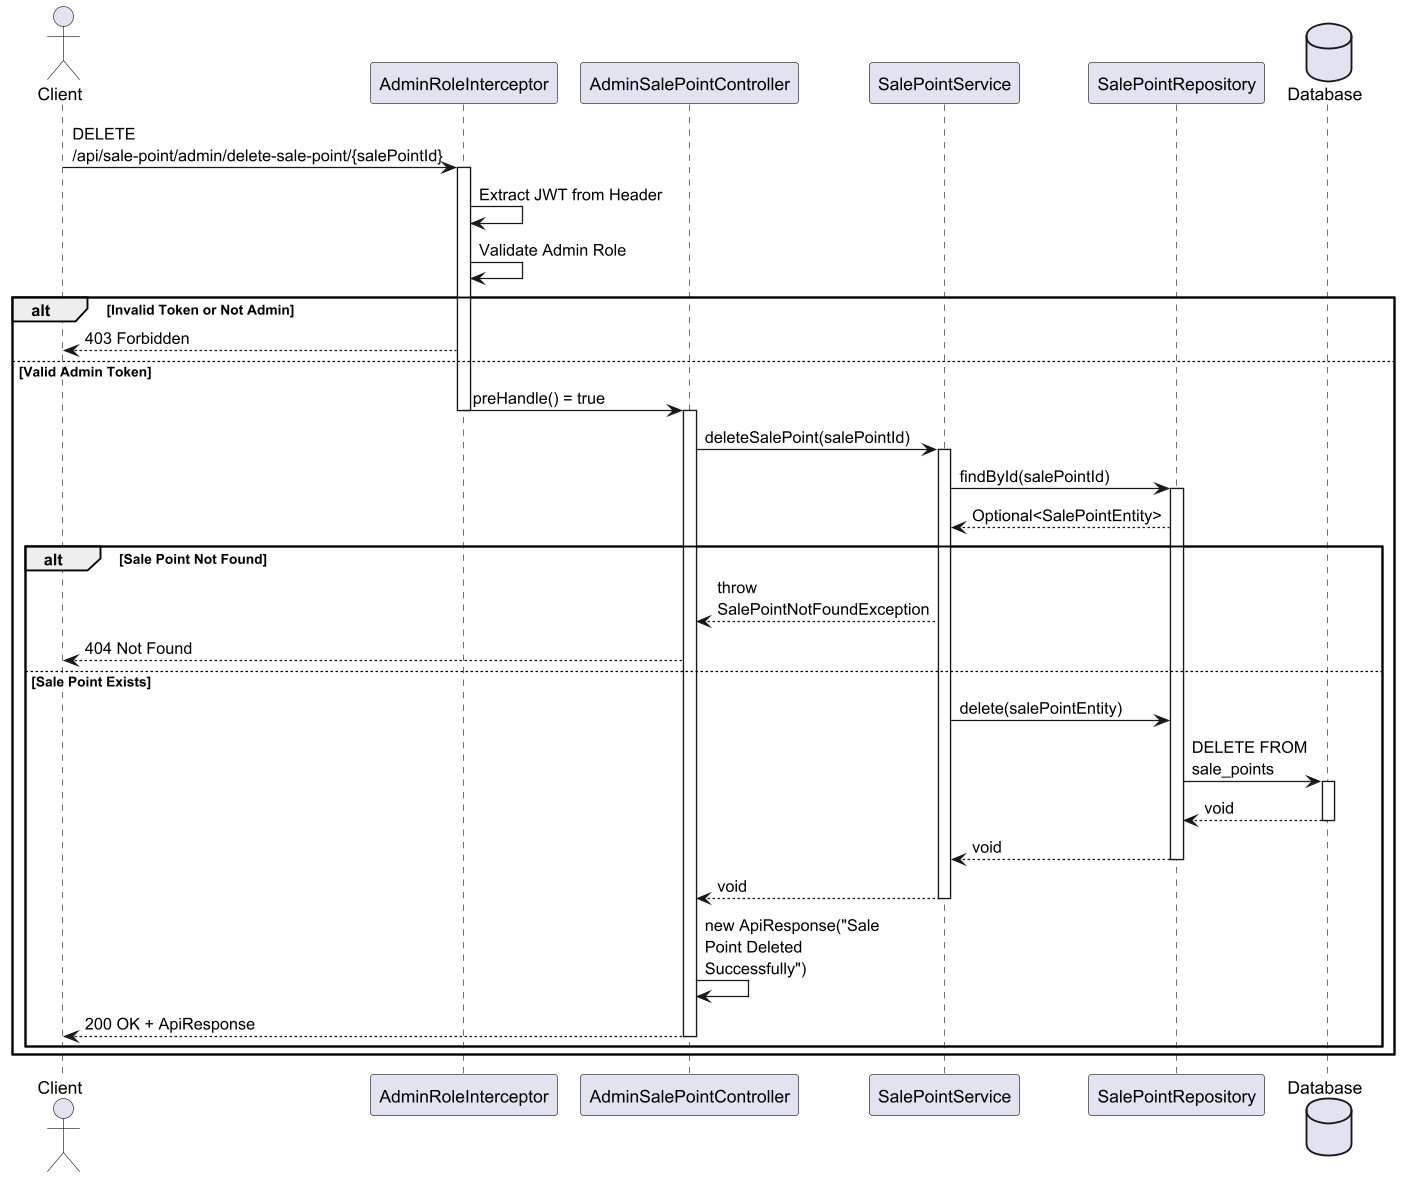 Client
AdminRoleInterceptor
AdminSalePointController
SalePointService
SalePointRepository
Database
DELETE
/api/sale-point/admin/delete-sale-point/{salePointId}
Extract JWT from Header
Validate Admin Role
alt
[Invalid Token or Not Admin]
403 Forbidden
[Valid Admin Token]
preHandle() = true
deleteSalePoint(salePointId)
findById(salePointId)
Optional<SalePointEntity>
alt
[Sale Point Not Found]
throw
SalePointNotFoundException
404 Not Found
[Sale Point Exists]
delete(salePointEntity)
DELETE FROM
sale_points
void
void
void
new ApiResponse("Sale
Point Deleted
Successfully")
200 OK + ApiResponse
Client
AdminRoleInterceptor
AdminSalePointController
SalePointService
SalePointRepository
Database